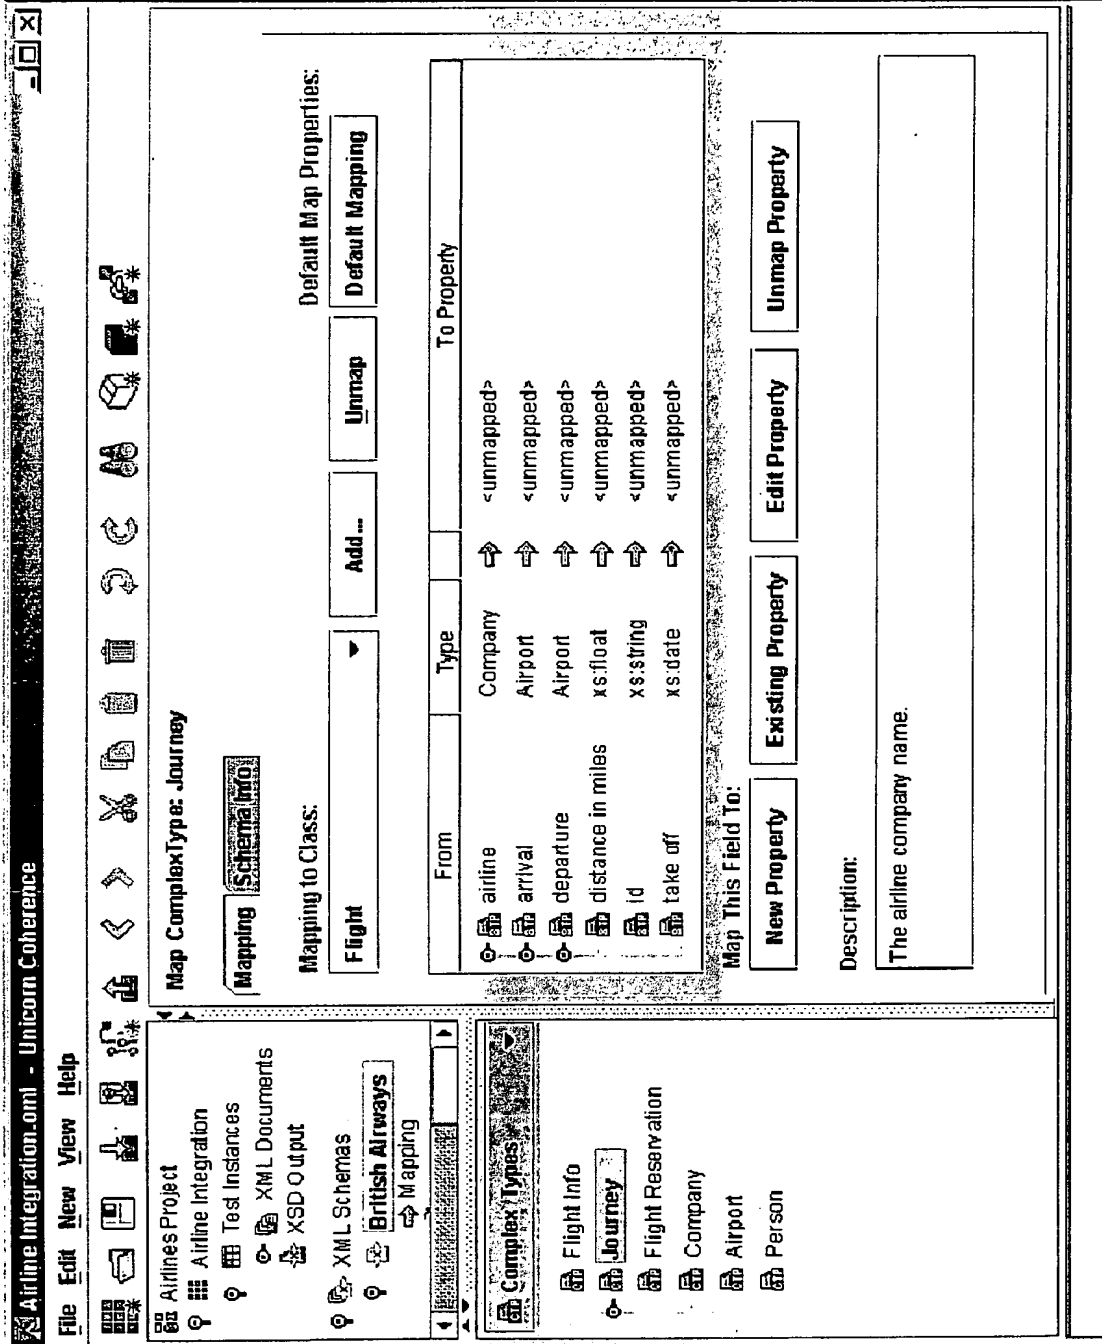 Airline Integration.oml - Unicorn Coherence
File Edit New View Help
Airlines Project
Airline Integration
Test Instances
XML Documents
XSD Output
XML Schemas
British Airways
Mapping
Complex Types
Flight Info
Journey
Flight Reservation
Company
Airport
Person
Map ComplexType: Journey
Mapping Schema Info
Mapping to Class: Default Map Properties:
Flight Add... Unmap Default Mapping
From Type To Property
airline Company <unmapped>
arrival Airport <unmapped>
departure Airport <unmapped>
distance in miles xs:float <unmapped>
id xs:string <unmapped>
take off xs:date <unmapped>
Map This Field To:
New Property Existing Property Edit Property Unmap Property
Description:
The airline company name.